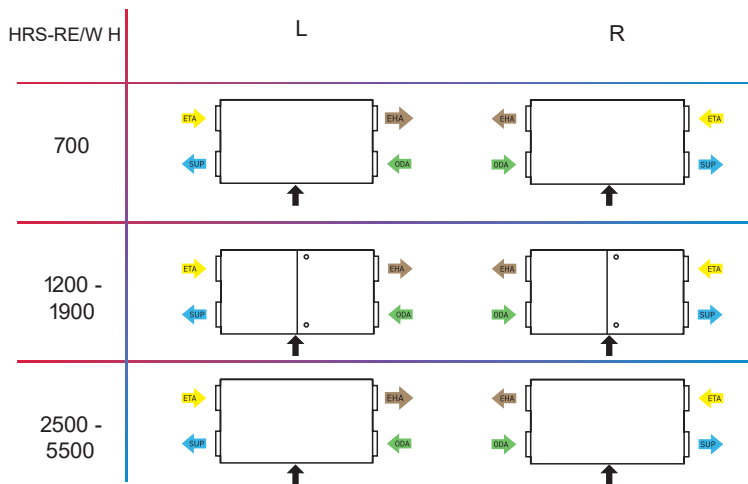 HRS-RE/W H L R
700
ETA EHA EHA ETA
SUP ODA ODA SUP
1200 -
1900
ETA EHA EHA ETA
SUP ODA ODA SUP
2500 -
5500
ETA EHA EHA ETA
SUP ODA ODA SUP